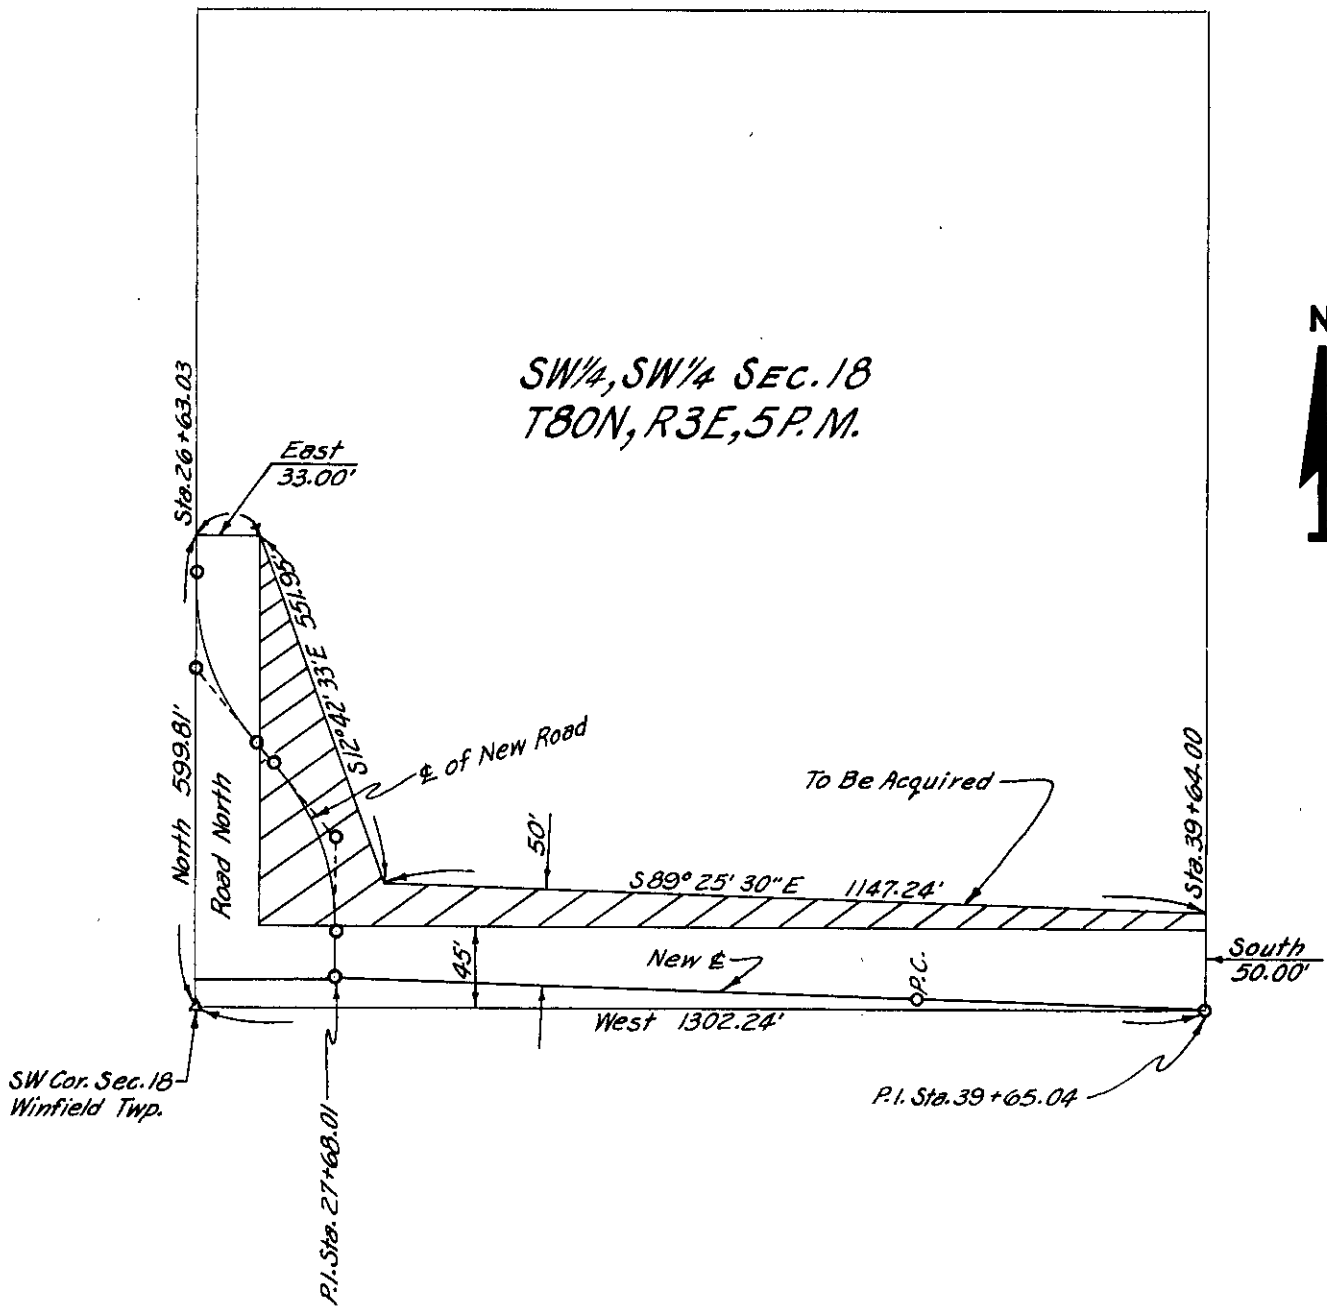 SW¼, SW¼ SEC. 18
T80N, R3E, 5 P.M.
N
Sta. 26+63.03
East
33.00'
S12° 42' 33"E 551.95'
North 599.81'
Road North
₵ of New Road
To Be Acquired
50'
S89° 25' 30"E 1147.24'
Sta. 39+64.00
45'
New ₵
P.C.
South
50.00'
West 1302.24'
SW Cor. Sec. 18
Winfield Twp.
P.I. Sta. 27+68.01
P.I. Sta. 39+65.04